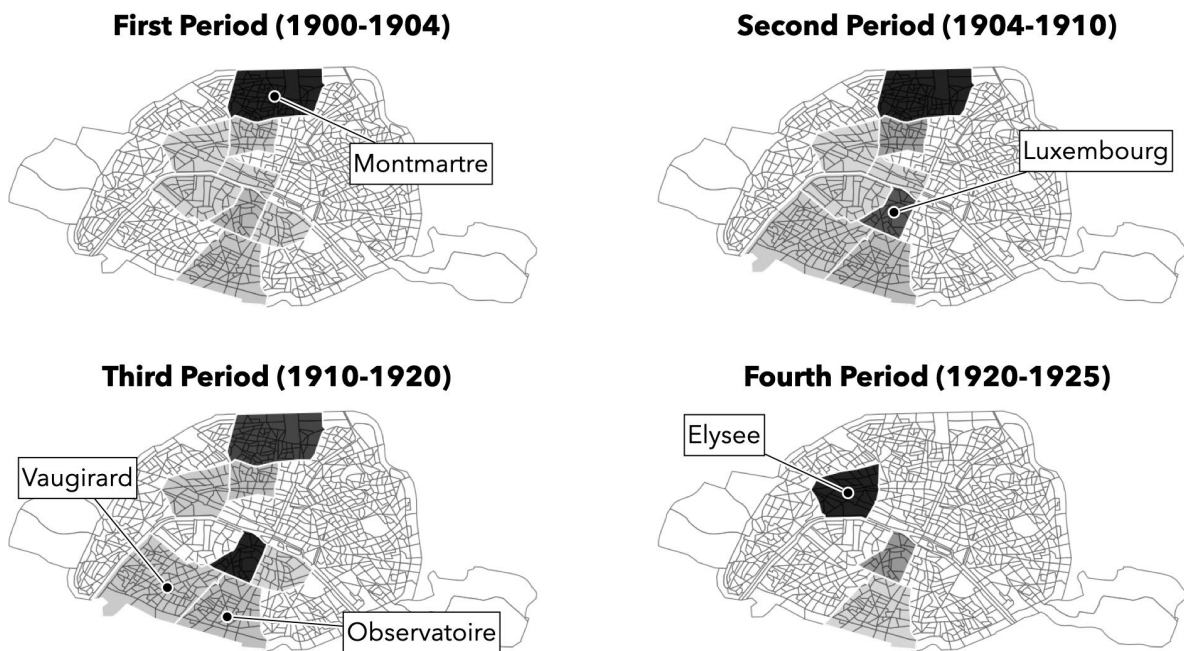 First Period (1900-1904)
Second Period (1904-1910)
Montmartre
Luxembourg
Third Period (1910-1920)
Fourth Period (1920-1925)
Vaugirard
Elysee
Observatoire